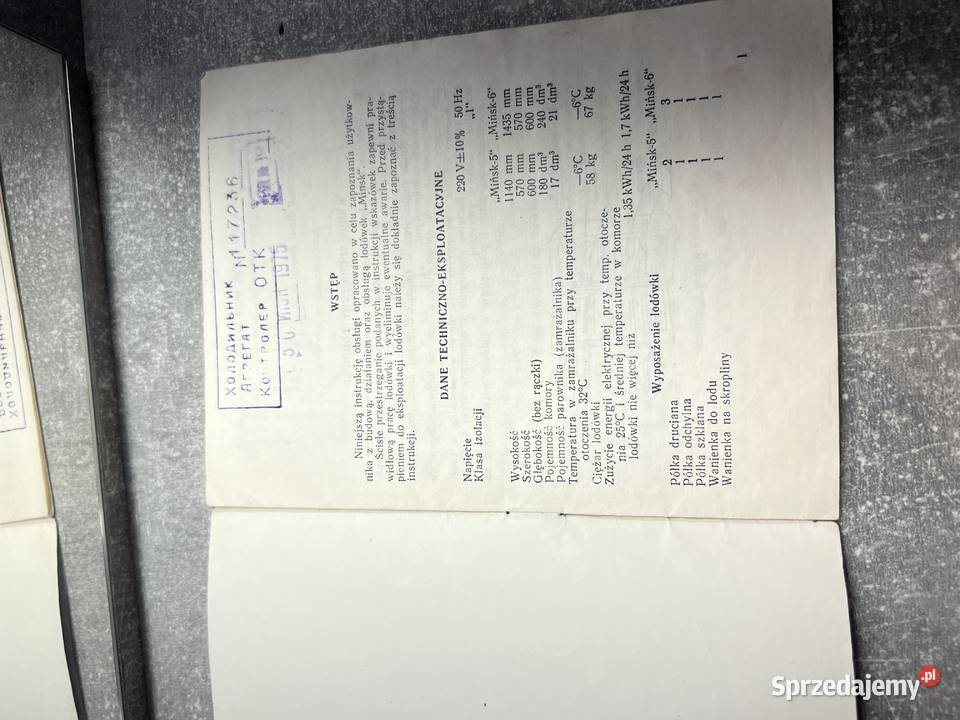 ХОЛОДИЛЬНИК
АГРЕГАТ № 17236
КОНТРОЛЕР ОТК
1975
WSTĘP
Niniejszą instrukcję obsługi opracowano w celu zapoznania użytkow-
nika z budową, działaniem oraz obsługą lodówek „Mińsk".
Ścisłe przestrzeganie podanych w instrukcji wskazówek zapewni pra-
widłową pracę lodówki i wyeliminuje ewentualne awarie. Przed przystą-
pieniem do eksploatacji lodówki należy się dokładnie zapoznać z treścią
instrukcji.
DANE TECHNICZNO-EKSPLOATACYJNE
Napięcie 220 V±10% 50 Hz
Klasa izolacji „I"
„Mińsk-5" „Mińsk-6"
Wysokość 1140 mm 1435 mm
Szerokość 570 mm 570 mm
Głębokość (bez rączki) 600 mm 600 mm
Pojemność komory 180 dm³ 240 dm³
Pojemność parownika (zamrażalnika) 17 dm³ 21 dm³
Temperatura w zamrażalniku przy temperaturze
otoczenia 32°C —6°C —6°C
Ciężar lodówki 58 kg 67 kg
Zużycie energii elektrycznej przy temp. otocze-
nia 25°C i średniej temperaturze w komorze
lodówki nie więcej niż 1,35 kWh/24 h 1,7 kWh/24 h
Wyposażenie lodówki „Mińsk-5" „Mińsk-6"
Półka druciana 2 3
Półka odchylna 1 1
Półka szklana 1 1
Wanienka do lodu 1 1
Wanienka na skropliny 1 1
1
Sprzedajemy.pl